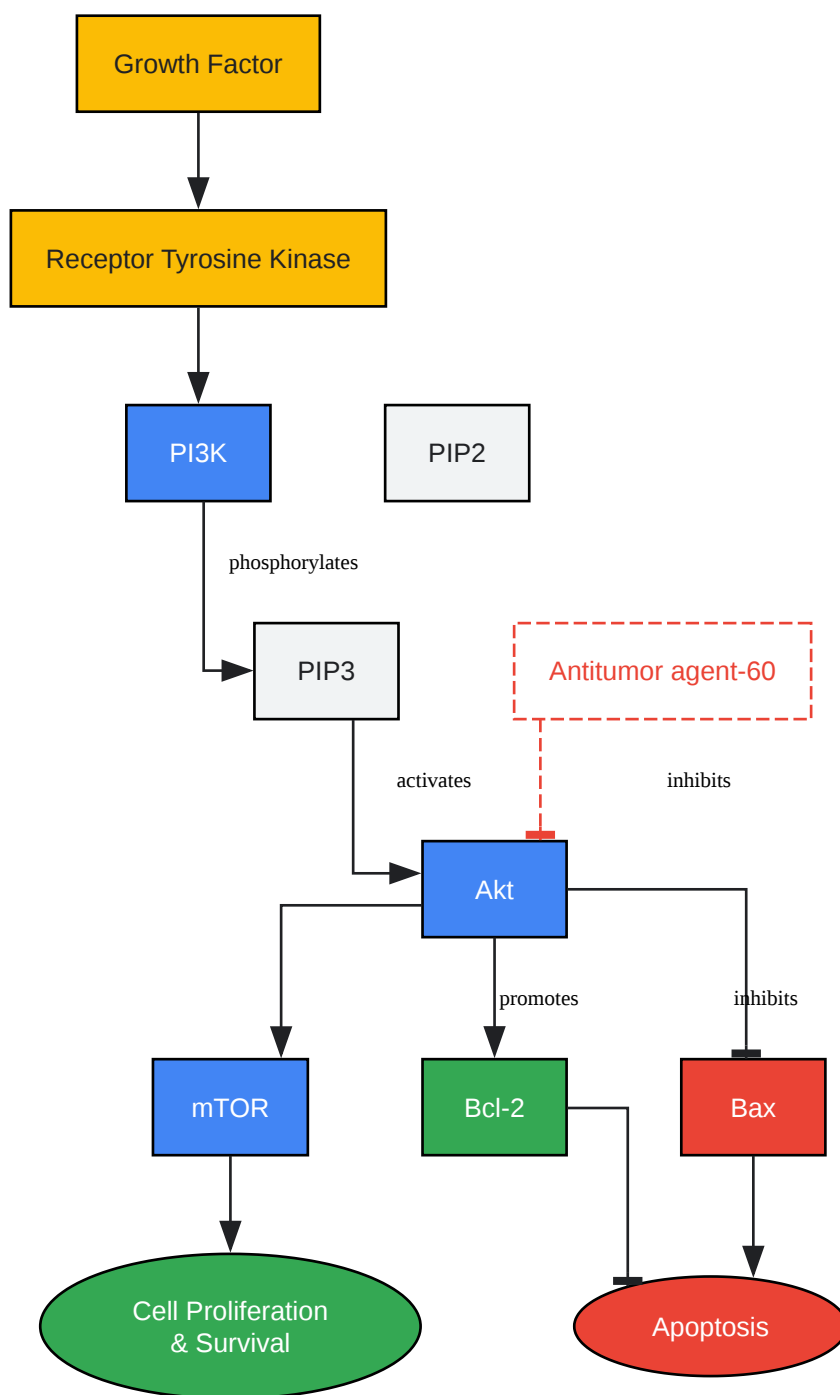 Growth Factor
Receptor Tyrosine Kinase
PI3K
PIP2
phosphorylates
PIP3
Antitumor agent-60
activates
inhibits
Akt
promotes
inhibits
mTOR
Bcl-2
Bax
Cell Proliferation
& Survival
Apoptosis